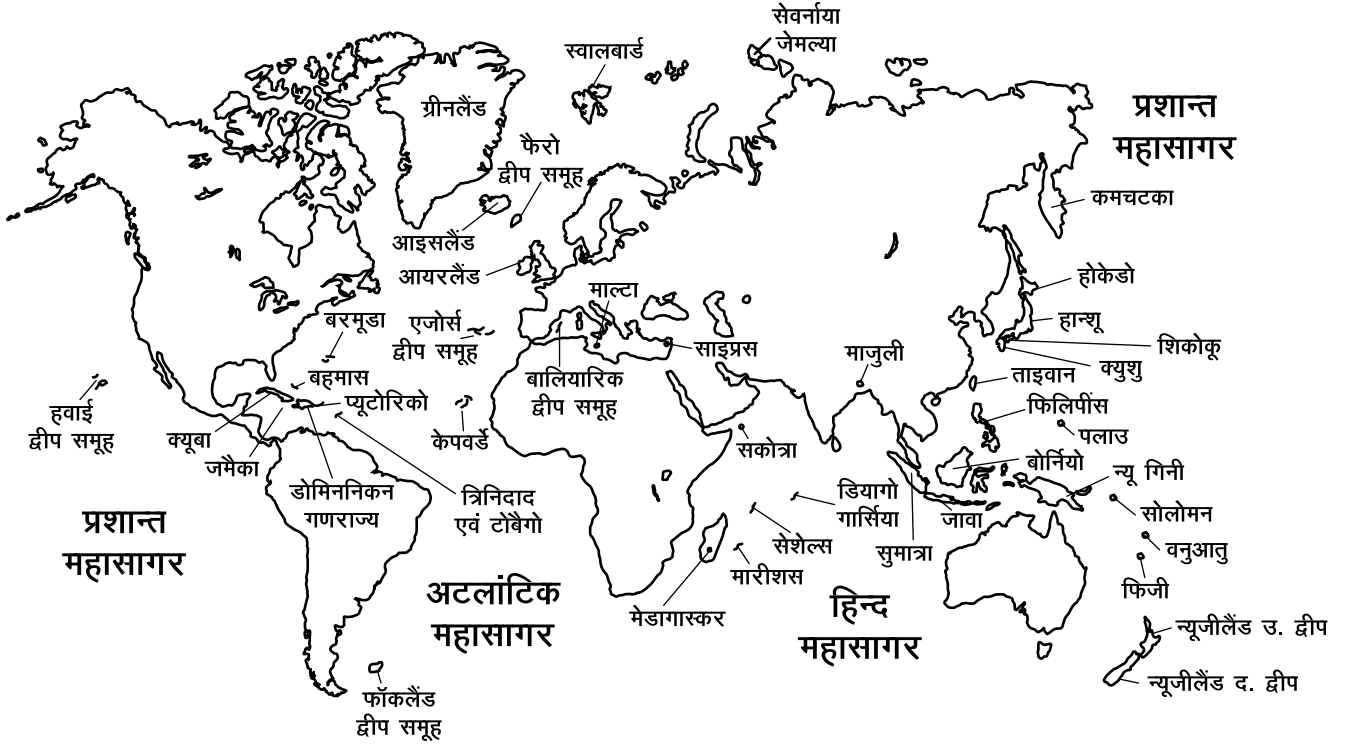 सेवर्नाया
जेमल्या
स्वालबार्ड
ग्रीनलैंड
प्रशान्त
महासागर
फैरो
द्वीप समूह
कमचटका
आइसलैंड
आयरलैंड
होकेडो
माल्टा
बरमूडा
एजोर्स
द्वीप समूह
हान्शू
साइप्रस
माजुली
शिकोकू
क्युशु
बहमास
बालियारिक
द्वीप समूह
ताइवान
प्यूटोरिको
हवाई
द्वीप समूह
फिलिपींस
क्यूबा
केपवर्डे
पलाउ
सकोत्रा
जमैका
बोर्नियो
न्यू गिनी
डोमिननिकन
गणराज्य
त्रिनिदाद
एवं टोबैगो
डियागो
गार्सिया
जावा
सोलोमन
प्रशान्त
महासागर
सेशेल्स
सुमात्रा
वनुआतु
मारीशस
फिजी
अटलांटिक
महासागर
मेडागास्कर
हिन्द
महासागर
न्यूजीलैंड उ. द्वीप
न्यूजीलैंड द. द्वीप
फॉकलैंड
द्वीप समूह